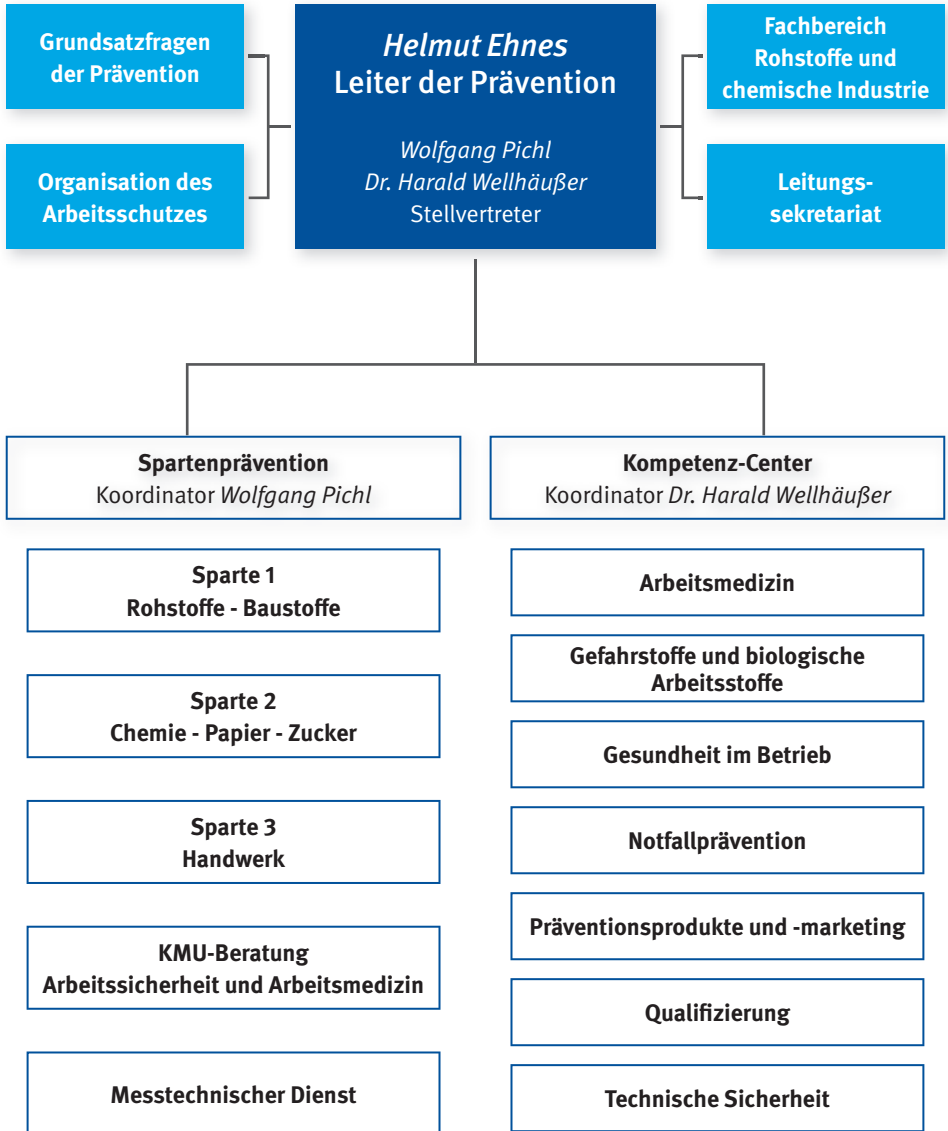 Grundsatzfragen
der Prävention
Organisation des
Arbeitsschutzes
Helmut Ehnes
Leiter der Prävention
Wolfgang Pichl
Dr. Harald Wellhäußer
Stellvertreter
Fachbereich
Rohstoffe und
chemische Industrie
Leitungs-
sekretariat
Spartenprävention
Koordinator Wolfgang Pichl
Sparte 1
Rohstoffe - Baustoffe
Sparte 2
Chemie - Papier - Zucker
Sparte 3
Handwerk
KMU-Beratung
Arbeitssicherheit und Arbeitsmedizin
Messtechnischer Dienst
Kompetenz-Center
Koordinator Dr. Harald Wellhäußer
Arbeitsmedizin
Gefahrstoffe und biologische
Arbeitsstoffe
Gesundheit im Betrieb
Notfallprävention
Präventionsprodukte und -marketing
Qualifizierung
Technische Sicherheit